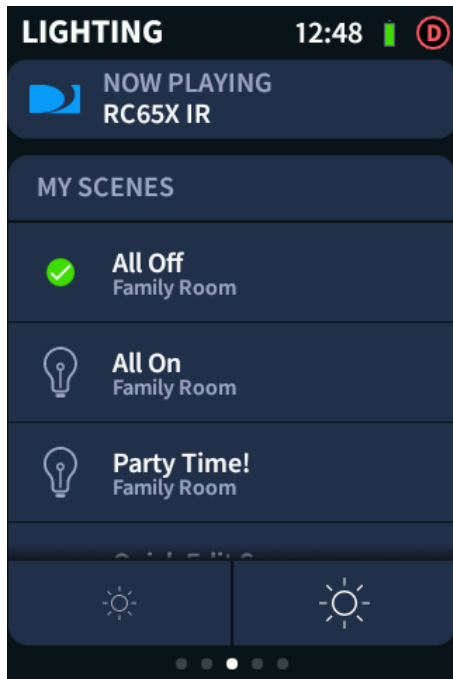 LIGHTING 12:48 D
NOW PLAYING
RC65X IR
MY SCENES
All Off
Family Room
All On
Family Room
Party Time!
Family Room